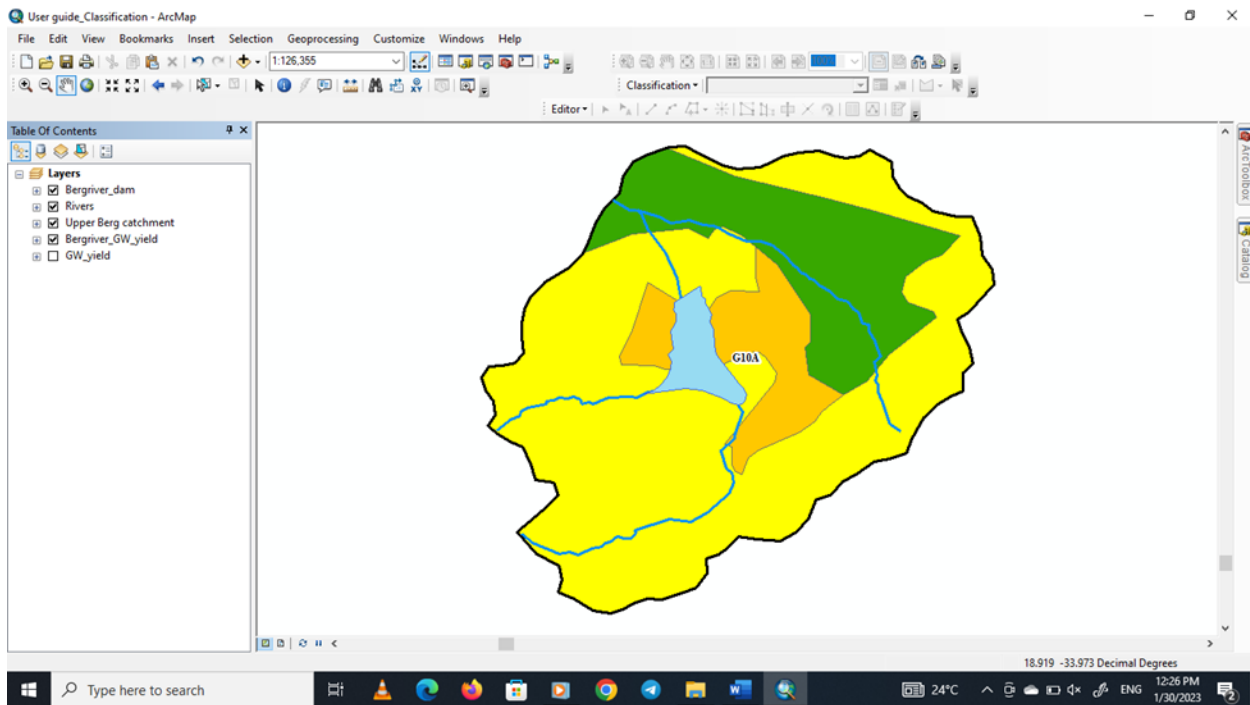 User guide_Classification - ArcMap
File Edit View Bookmarks Insert Selection Geoprocessing Customize Windows Help
1:126,355
Classification
Editor
Table Of Contents
Layers
Bergriver_dam
Rivers
Upper Berg catchment
Bergriver_GW_yield
GW_yield
G10A
ArcToolbox
Catalog
18.919 -33.973 Decimal Degrees
Type here to search
24°C
ENG
12:26 PM
1/30/2023
2